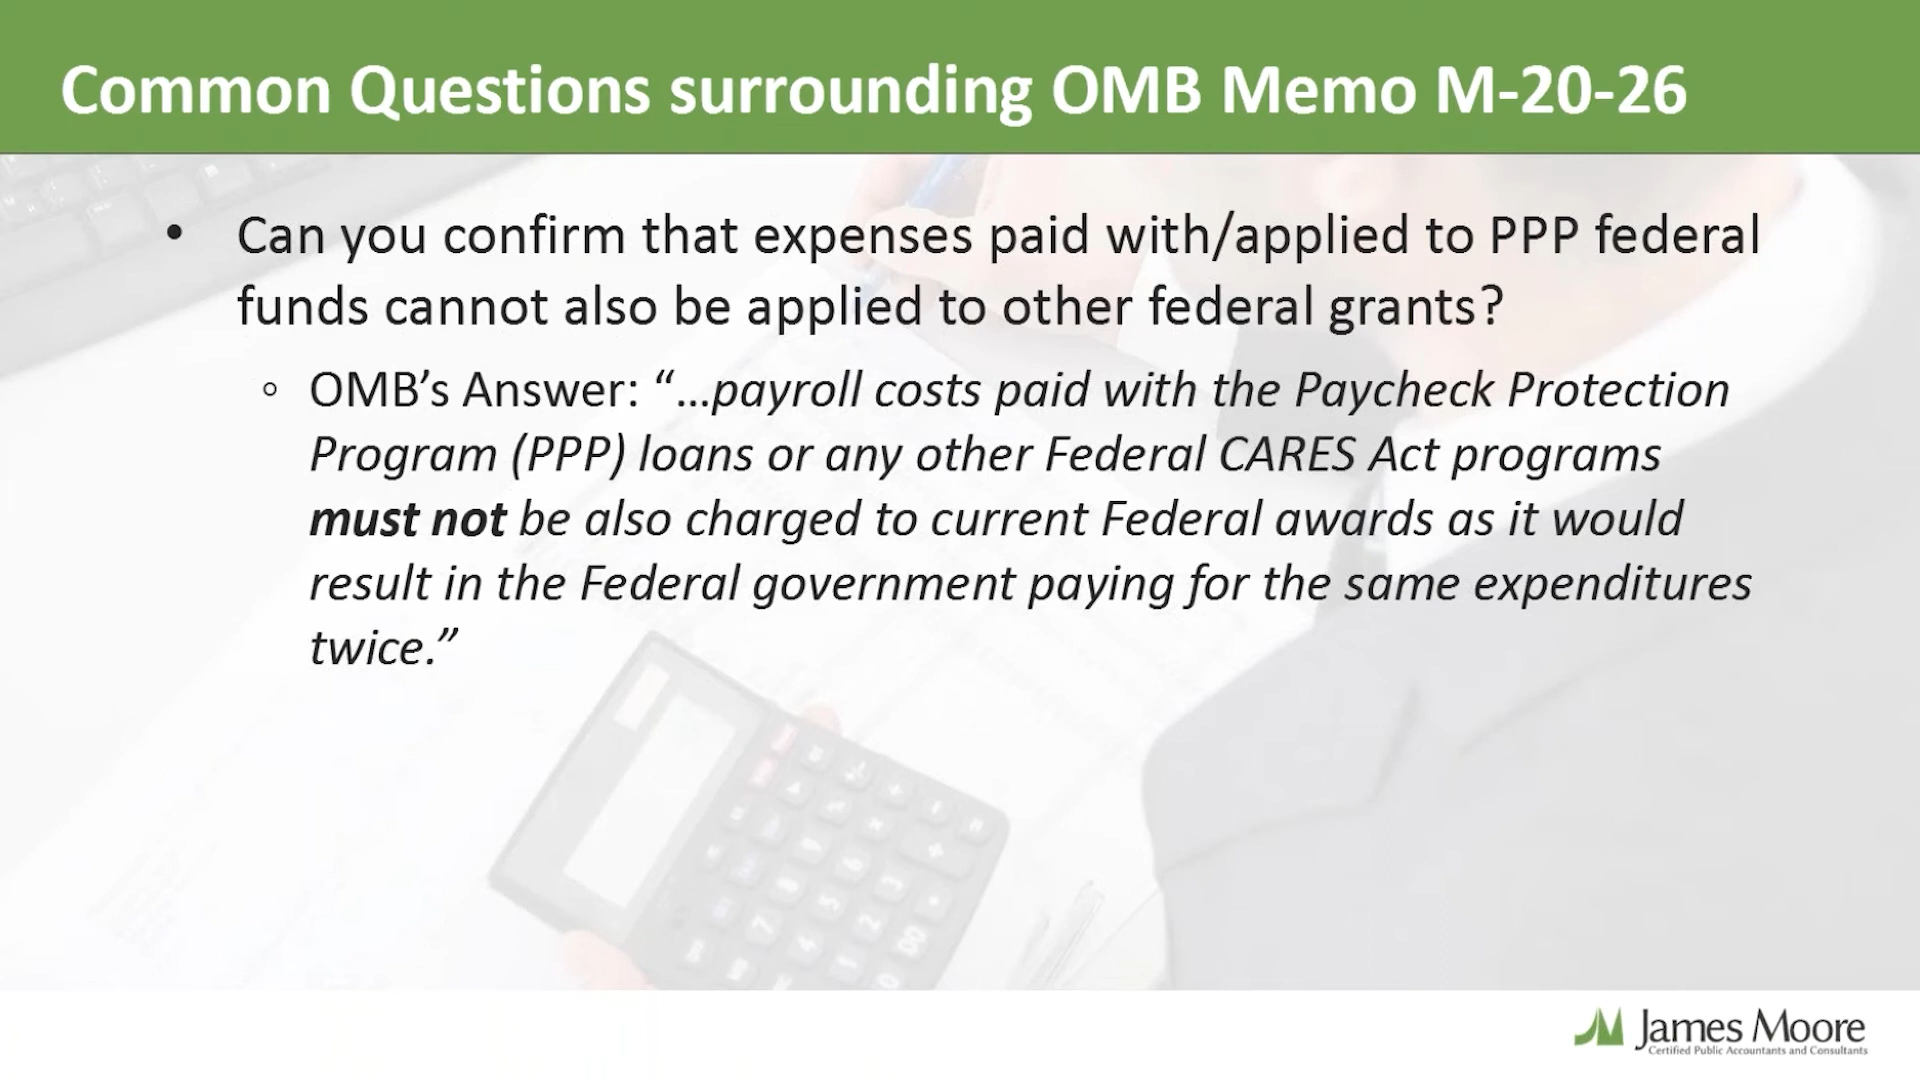 Common Questions surrounding OMB Memo M-20-26
• Can you confirm that expenses paid with/applied to PPP federal
funds cannot also be applied to other federal grants?
◦ OMB’s Answer: “…payroll costs paid with the Paycheck Protection
Program (PPP) loans or any other Federal CARES Act programs
must not be also charged to current Federal awards as it would
result in the Federal government paying for the same expenditures
twice.”
James Moore
Certified Public Accountants and Consultants